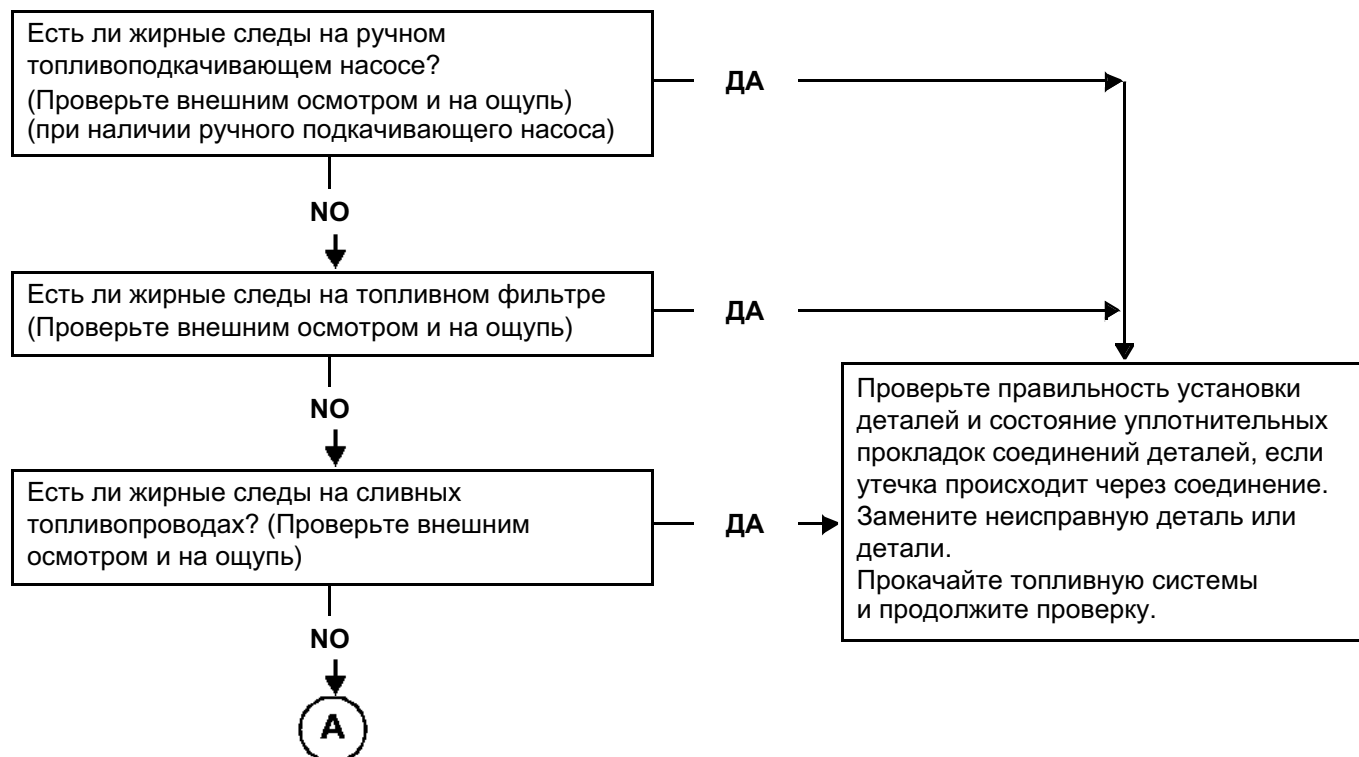 Есть ли жирные следы на ручном
топливоподкачивающем насосе?
(Проверьте внешним осмотром и на ощупь)
(при наличии ручного подкачивающего насоса)
ДА
NO
Есть ли жирные следы на топливном фильтре
(Проверьте внешним осмотром и на ощупь)
ДА
NO
Есть ли жирные следы на сливных
топливопроводах? (Проверьте внешним
осмотром и на ощупь)
ДА
Проверьте правильность установки
деталей и состояние уплотнительных
прокладок соединений деталей, если
утечка происходит через соединение.
Замените неисправную деталь или
детали.
Прокачайте топливную системы
и продолжите проверку.
NO
A